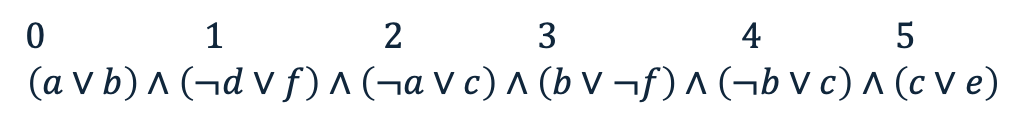 0 1 2 3 4 5
(a ∨ b) ∧ (¬d ∨ f) ∧ (¬a ∨ c) ∧ (b ∨ ¬f) ∧ (¬b ∨ c) ∧ (c ∨ e)